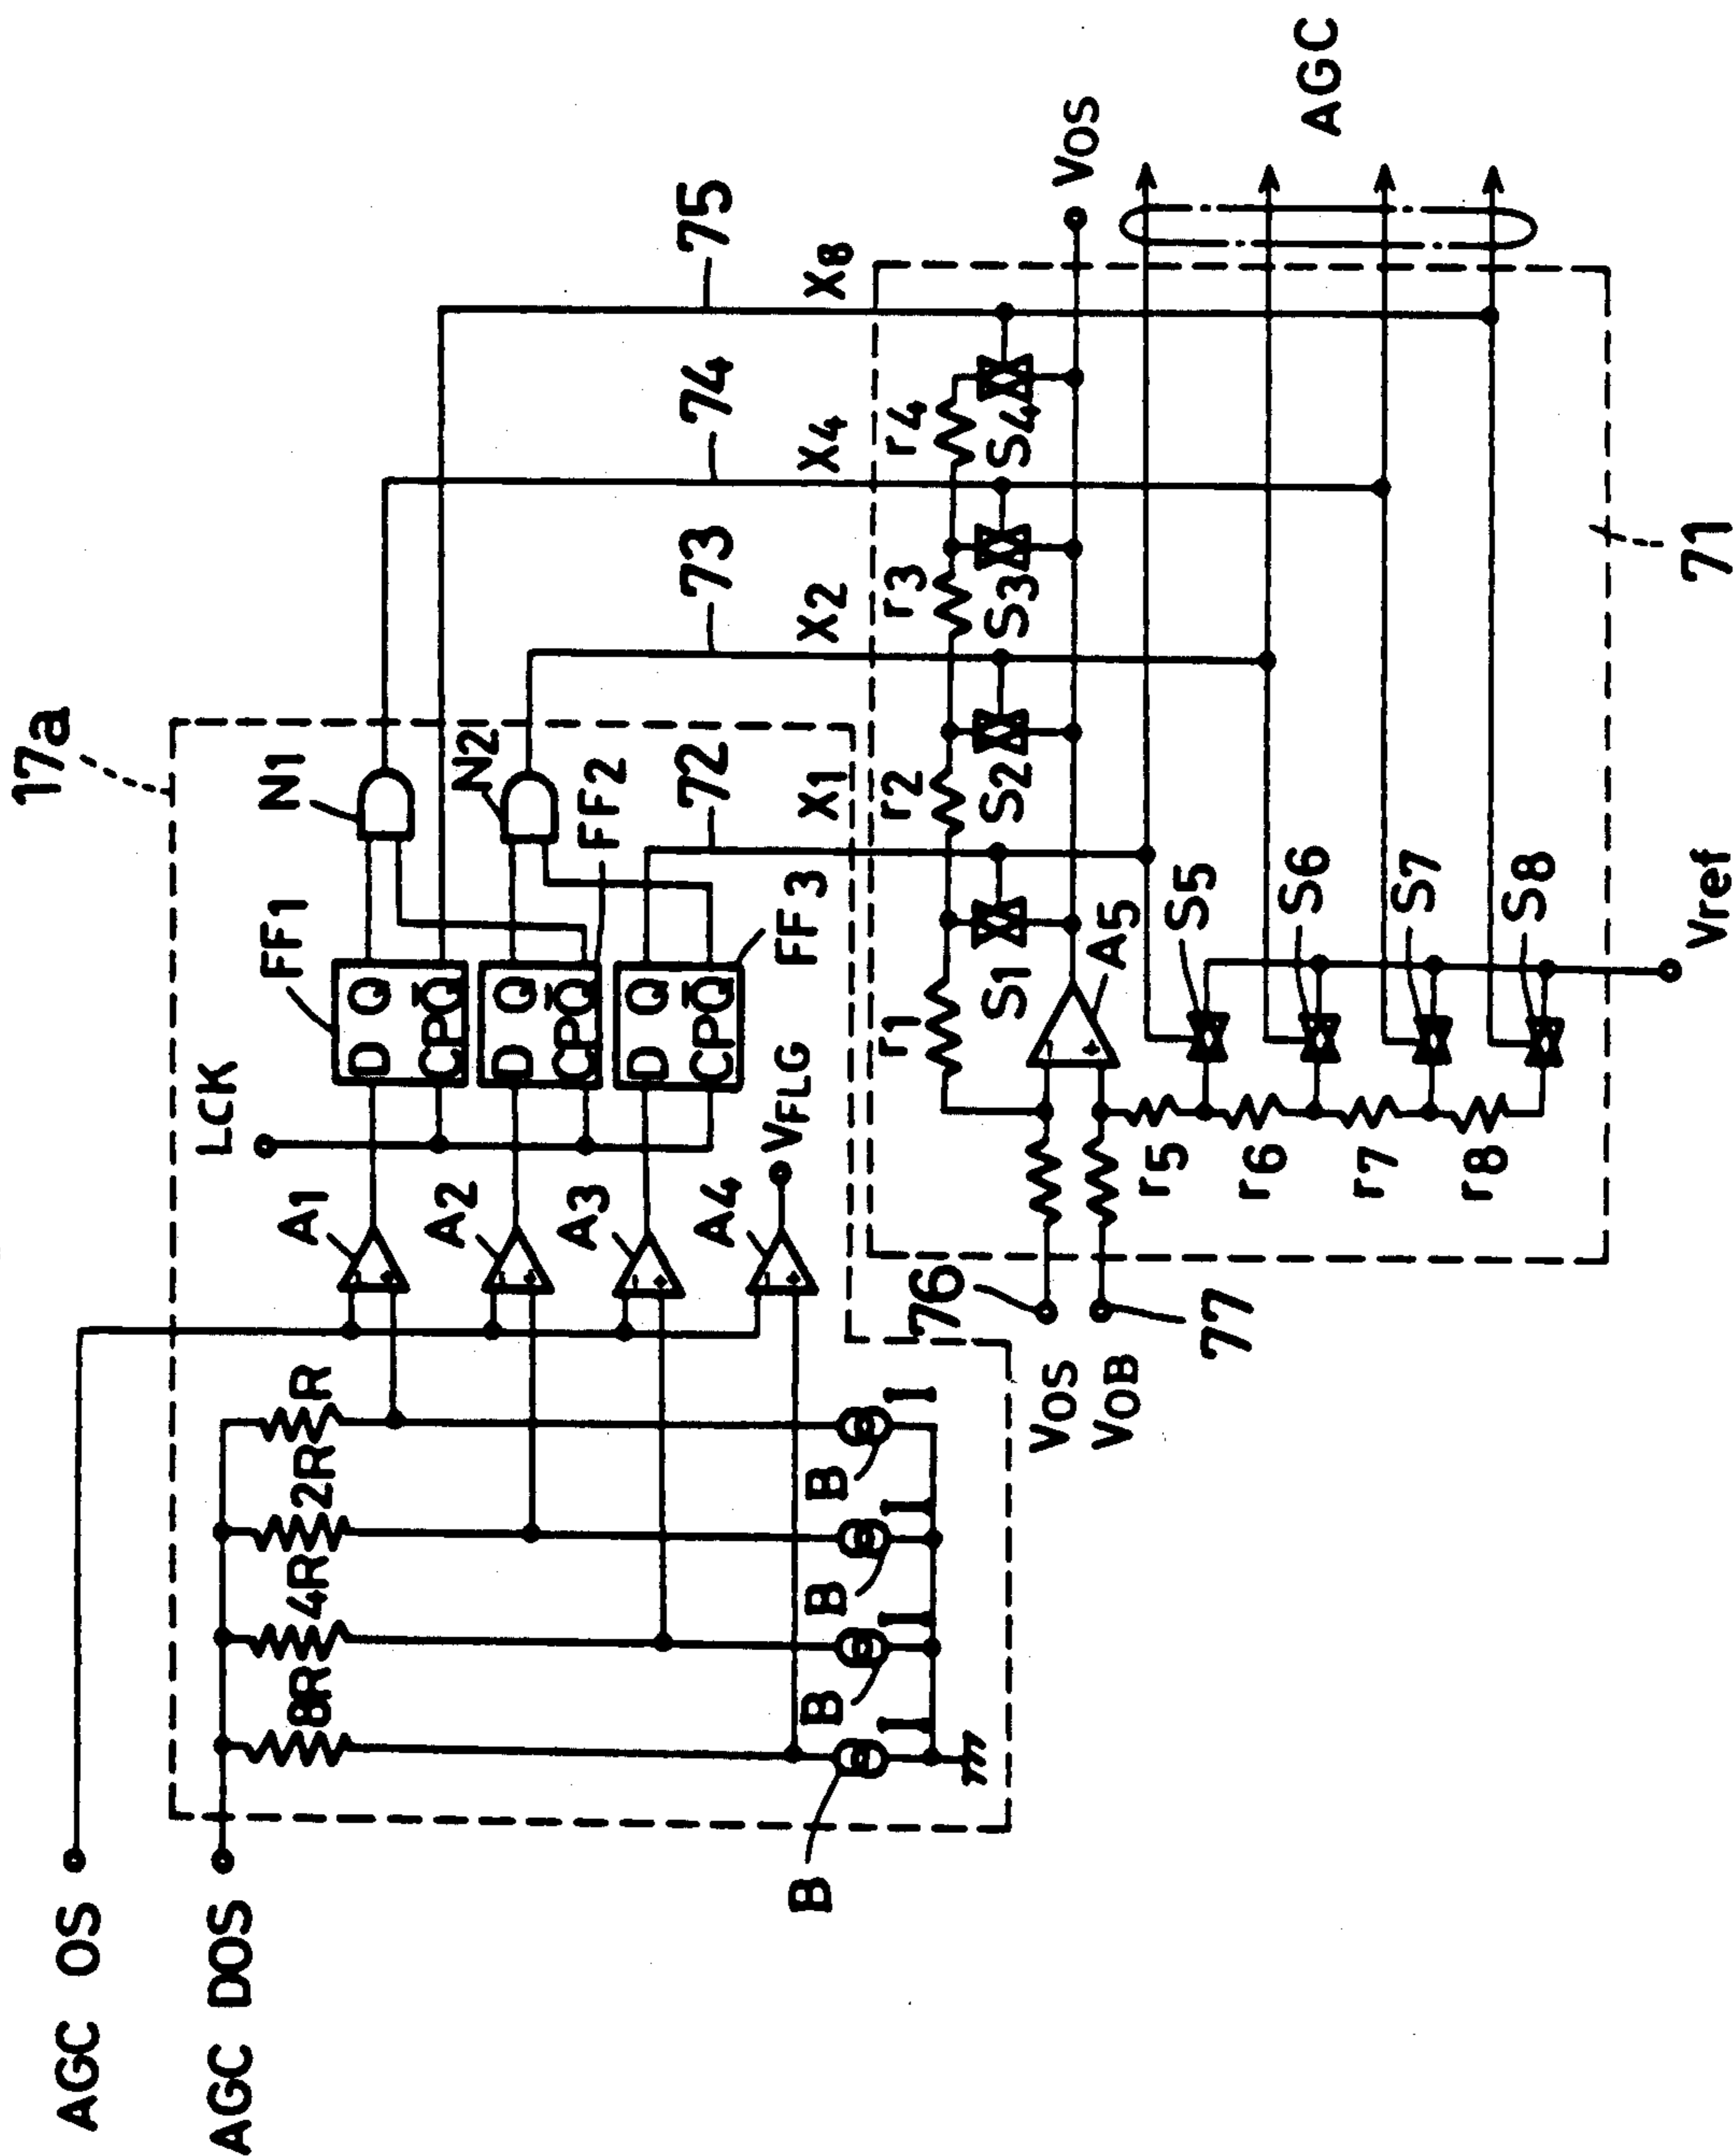 17a
AGC OS
AGC DOS
8R
4R
2R
R
B
B
B
B
I
I
I
I
A1
A2
A3
A4
LCK
VFLG
FF1
D Q
CP Q̅
FF2
D Q
CP Q̅
FF3
D Q
CP Q̅
N1
N2
72
73
74
75
X1
X2
X4
X8
76
77
VOS
VOB
r1
r2
r3
r4
S1
S2
S3
S4
A5
- +
r5
r6
r7
r8
S5
S6
S7
S8
Vref
VOS
AGC
71